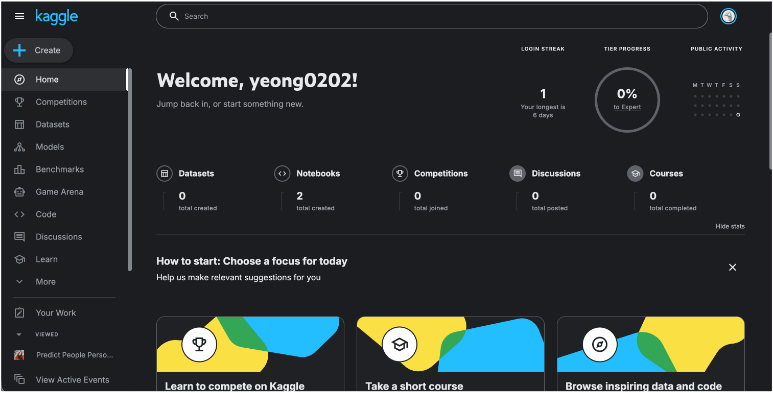 kaggle
Search
Create
Home
Competitions
Datasets
Models
Benchmarks
Game Arena
Code
Discussions
Learn
More
Your Work
VIEWED
Predict People Perso...
View Active Events
Welcome, yeong0202!
Jump back in, or start something new.
LOGIN STREAK
1
Your longest is
6 days
TIER PROGRESS
0%
to Expert
PUBLIC ACTIVITY
M T W T F S S
Datasets
0
total created
Notebooks
2
total created
Competitions
0
total joined
Discussions
0
total posted
Courses
0
total completed
Hide stats
How to start: Choose a focus for today
Help us make relevant suggestions for you
Learn to compete on Kaggle
Take a short course
Browse inspiring data and code